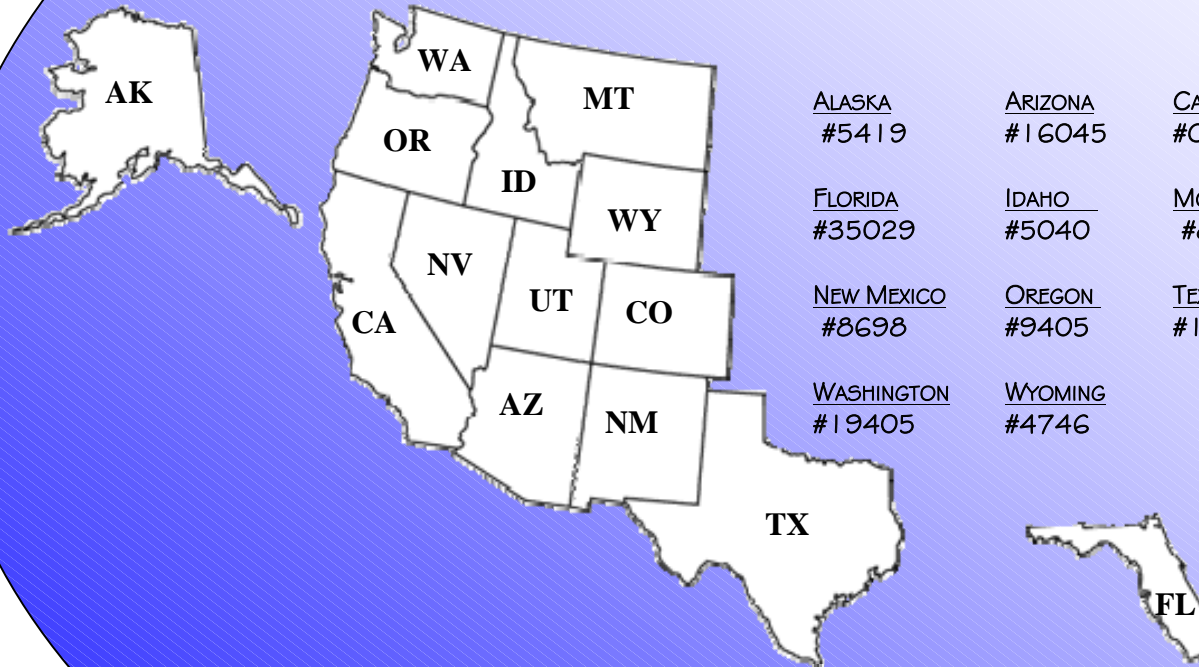 AK
WA
MT
OR
ID
WY
NV
UT
CO
CA
AZ
NM
TX
FL
ALASKA ARIZONA
#5419 #16045
FLORIDA IDAHO
#35029 #5040
NEW MEXICO OREGON
#8698 #9405
WASHINGTON WYOMING
#19405 #4746